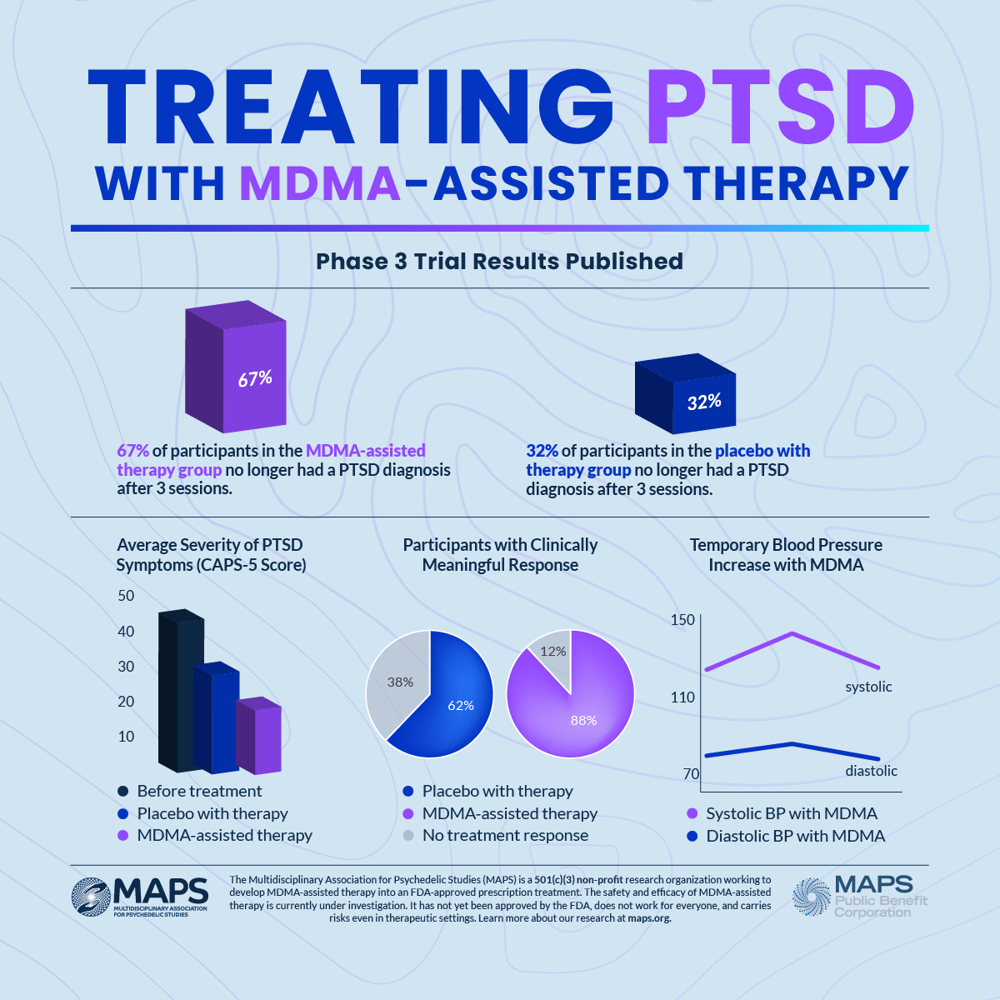 TREATING PTSD
WITH MDMA-ASSISTED THERAPY
Phase 3 Trial Results Published
67%
67% of participants in the MDMA-assisted
therapy group no longer had a PTSD diagnosis
after 3 sessions.
32%
32% of participants in the placebo with
therapy group no longer had a PTSD
diagnosis after 3 sessions.
Average Severity of PTSD
Symptoms (CAPS-5 Score)
50
40
30
20
10
Before treatment
Placebo with therapy
MDMA-assisted therapy
Participants with Clinically
Meaningful Response
38%
62%
12%
88%
Placebo with therapy
MDMA-assisted therapy
No treatment response
Temporary Blood Pressure
Increase with MDMA
150
110
70
systolic
diastolic
Systolic BP with MDMA
Diastolic BP with MDMA
MAPS
MULTIDISCIPLINARY ASSOCIATION
FOR PSYCHEDELIC STUDIES
The Multidisciplinary Association for Psychedelic Studies (MAPS) is a 501(c)(3) non-profit research organization working to
develop MDMA-assisted therapy into an FDA-approved prescription treatment. The safety and efficacy of MDMA-assisted
therapy is currently under investigation. It has not yet been approved by the FDA, does not work for everyone, and carries
risks even in therapeutic settings. Learn more about our research at maps.org.
MAPS
Public Benefit
Corporation